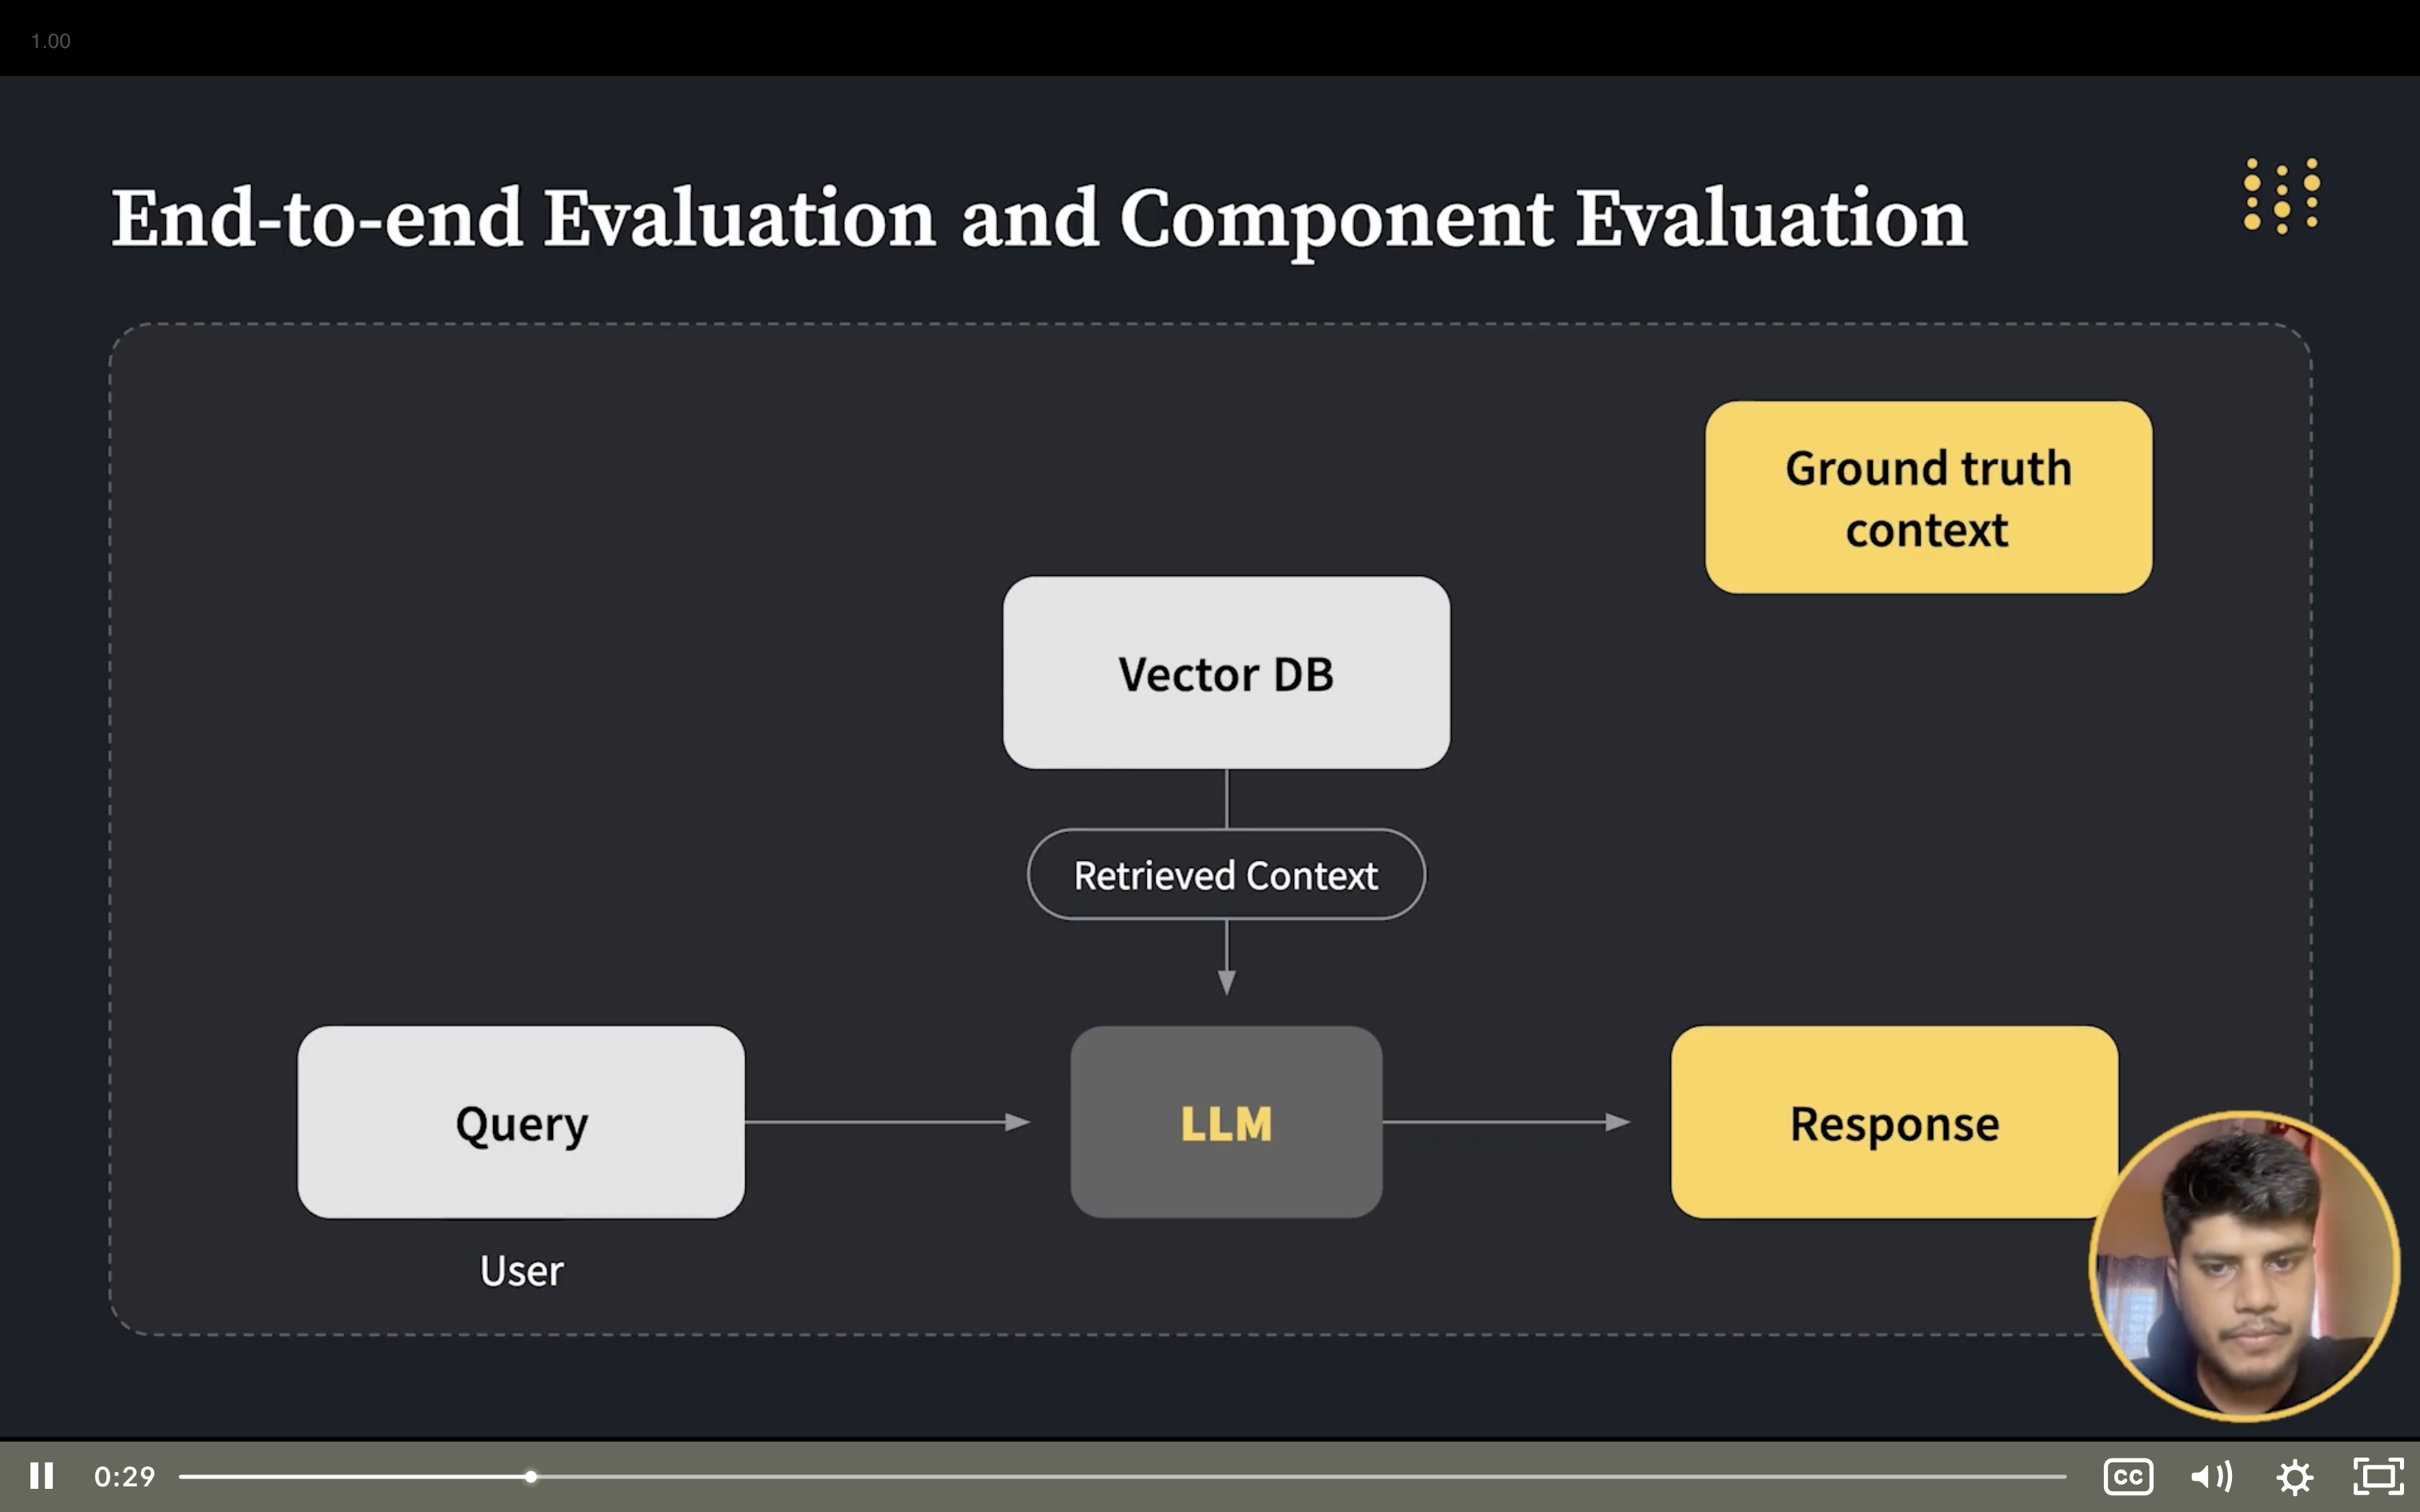 1.00
End-to-end Evaluation and Component Evaluation
Ground truth
context
Vector DB
Retrieved Context
Query
LLM
Response
User
0:29
CC